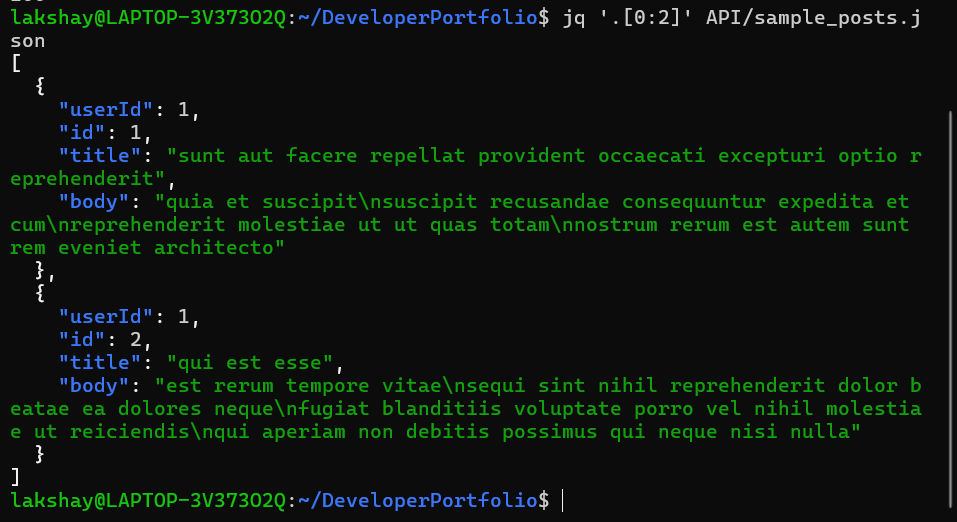 lakshay@LAPTOP-3V373O2Q:~/DeveloperPortfolio$ jq '.[0:2]' API/sample_posts.j
son
[
  {
    "userId": 1,
    "id": 1,
    "title": "sunt aut facere repellat provident occaecati excepturi optio r
eprehenderit",
    "body": "quia et suscipit\nsuscipit recusandae consequuntur expedita et 
cum\nreprehenderit molestiae ut ut quas totam\nnostrum rerum est autem sunt 
rem eveniet architecto"
  },
  {
    "userId": 1,
    "id": 2,
    "title": "qui est esse",
    "body": "est rerum tempore vitae\nsequi sint nihil reprehenderit dolor b
eatae ea dolores neque\nfugiat blanditiis voluptate porro vel nihil molestia
e ut reiciendis\nqui aperiam non debitis possimus qui neque nisi nulla"
  }
]
lakshay@LAPTOP-3V373O2Q:~/DeveloperPortfolio$